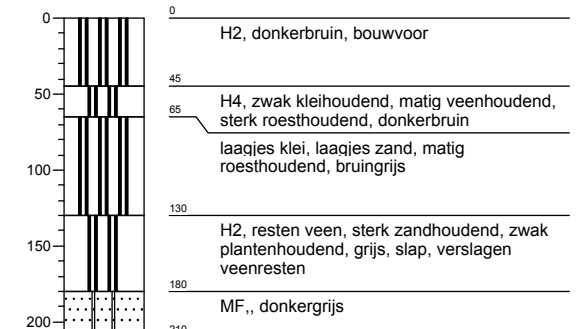 0
50
100
150
200
0
H2, donkerbruin, bouwvoor
45
H4, zwak kleihoudend, matig veenhoudend,
sterk roesthoudend, donkerbruin
65
laagjes klei, laagjes zand, matig
roesthoudend, bruingrijs
130
H2, resten veen, sterk zandhoudend, zwak
plantenhoudend, grijs, slap, verslagen
veenresten
180
MF,, donkergrijs
210